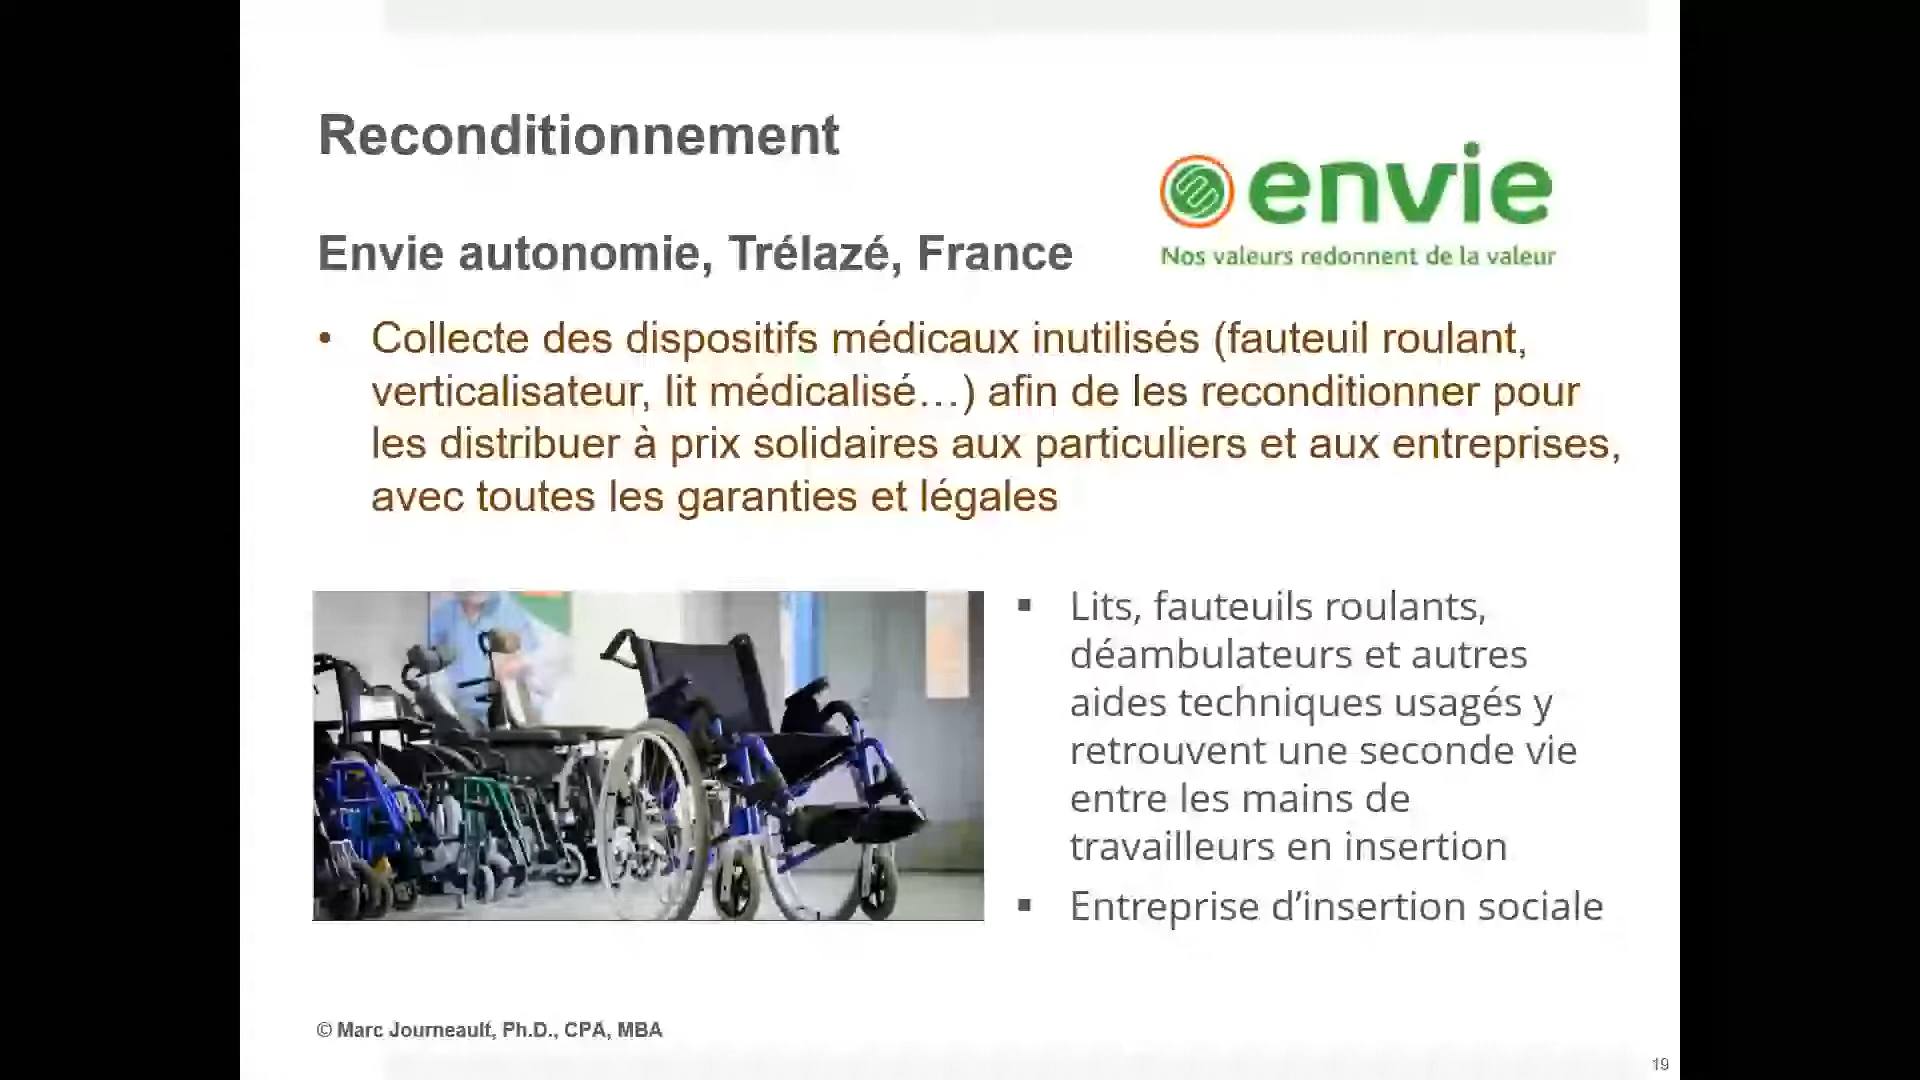 Reconditionnement
envie
Nos valeurs redonnent de la valeur
Envie autonomie, Trélazé, France
• Collecte des dispositifs médicaux inutilisés (fauteuil roulant,
verticalisateur, lit médicalisé…) afin de les reconditionner pour
les distribuer à prix solidaires aux particuliers et aux entreprises,
avec toutes les garanties et légales
▪ Lits, fauteuils roulants,
déambulateurs et autres
aides techniques usagés y
retrouvent une seconde vie
entre les mains de
travailleurs en insertion
▪ Entreprise d’insertion sociale
© Marc Journeault, Ph.D., CPA, MBA
19